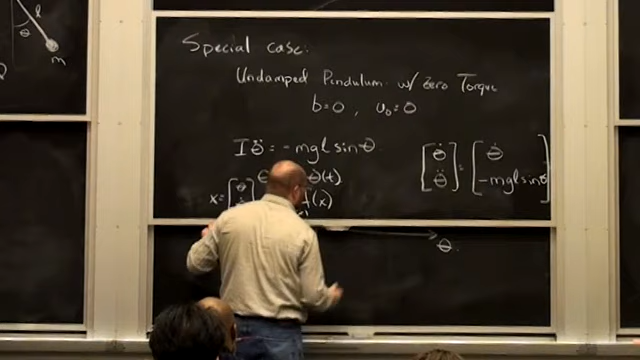 l
θ
m
Special case:
Undamped Pendulum w/ Zero Torque
b=0 , u₀=0
Iθ̈ = -mgl sinθ
[θ̇ θ̈] = [θ̇ -mgl sinθ]
(t)
x=[θ
(x)
θ